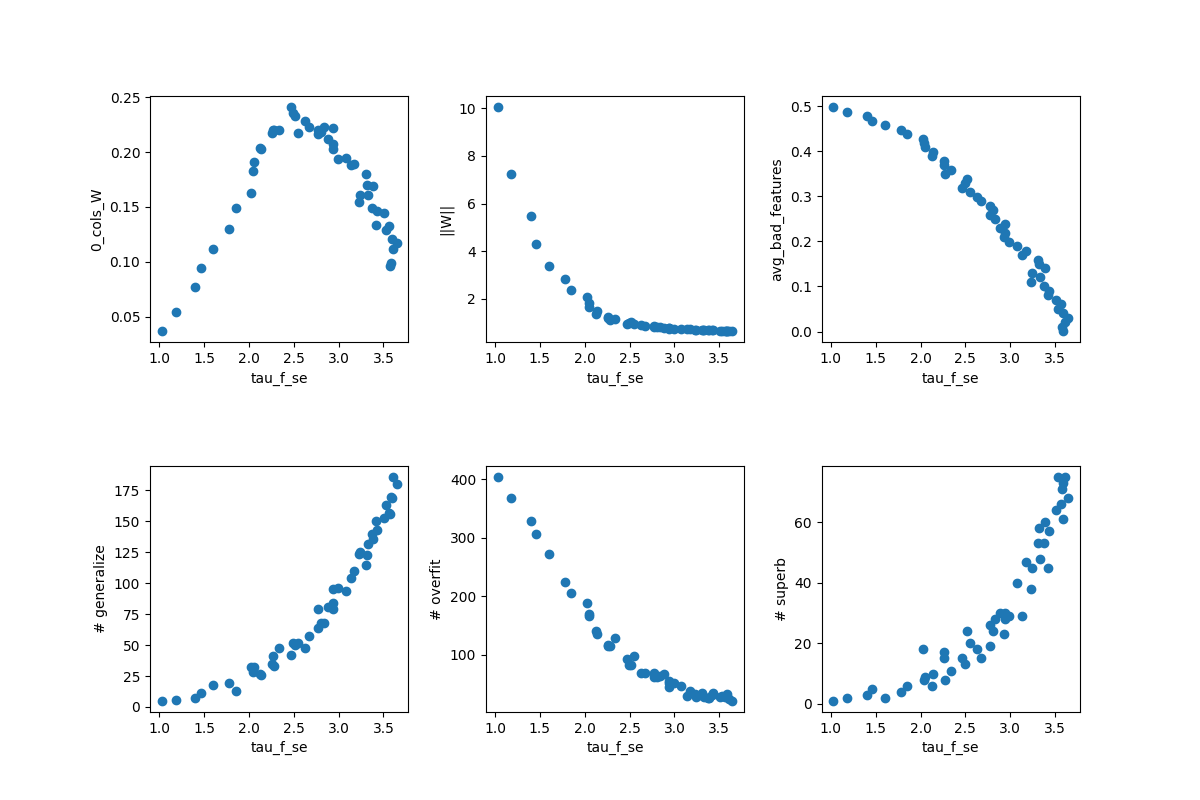 0_cols_W
0.25
0.20
0.15
0.10
0.05
1.0 1.5 2.0 2.5 3.0 3.5
tau_f_se
||W||
10
8
6
4
2
1.0 1.5 2.0 2.5 3.0 3.5
tau_f_se
avg_bad_features
0.5
0.4
0.3
0.2
0.1
0.0
1.0 1.5 2.0 2.5 3.0 3.5
tau_f_se
# generalize
175
150
125
100
75
50
25
0
1.0 1.5 2.0 2.5 3.0 3.5
tau_f_se
# overfit
400
300
200
100
1.0 1.5 2.0 2.5 3.0 3.5
tau_f_se
# superb
60
40
20
0
1.0 1.5 2.0 2.5 3.0 3.5
tau_f_se